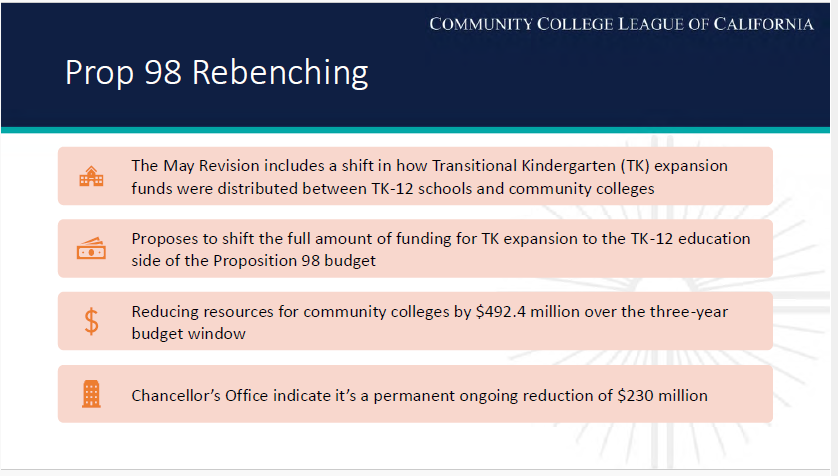 COMMUNITY COLLEGE LEAGUE OF CALIFORNIA
Prop 98 Rebenching
The May Revision includes a shift in how Transitional Kindergarten (TK) expansion
funds were distributed between TK-12 schools and community colleges
Proposes to shift the full amount of funding for TK expansion to the TK-12 education
side of the Proposition 98 budget
Reducing resources for community colleges by $492.4 million over the three-year
budget window
Chancellor’s Office indicate it’s a permanent ongoing reduction of $230 million